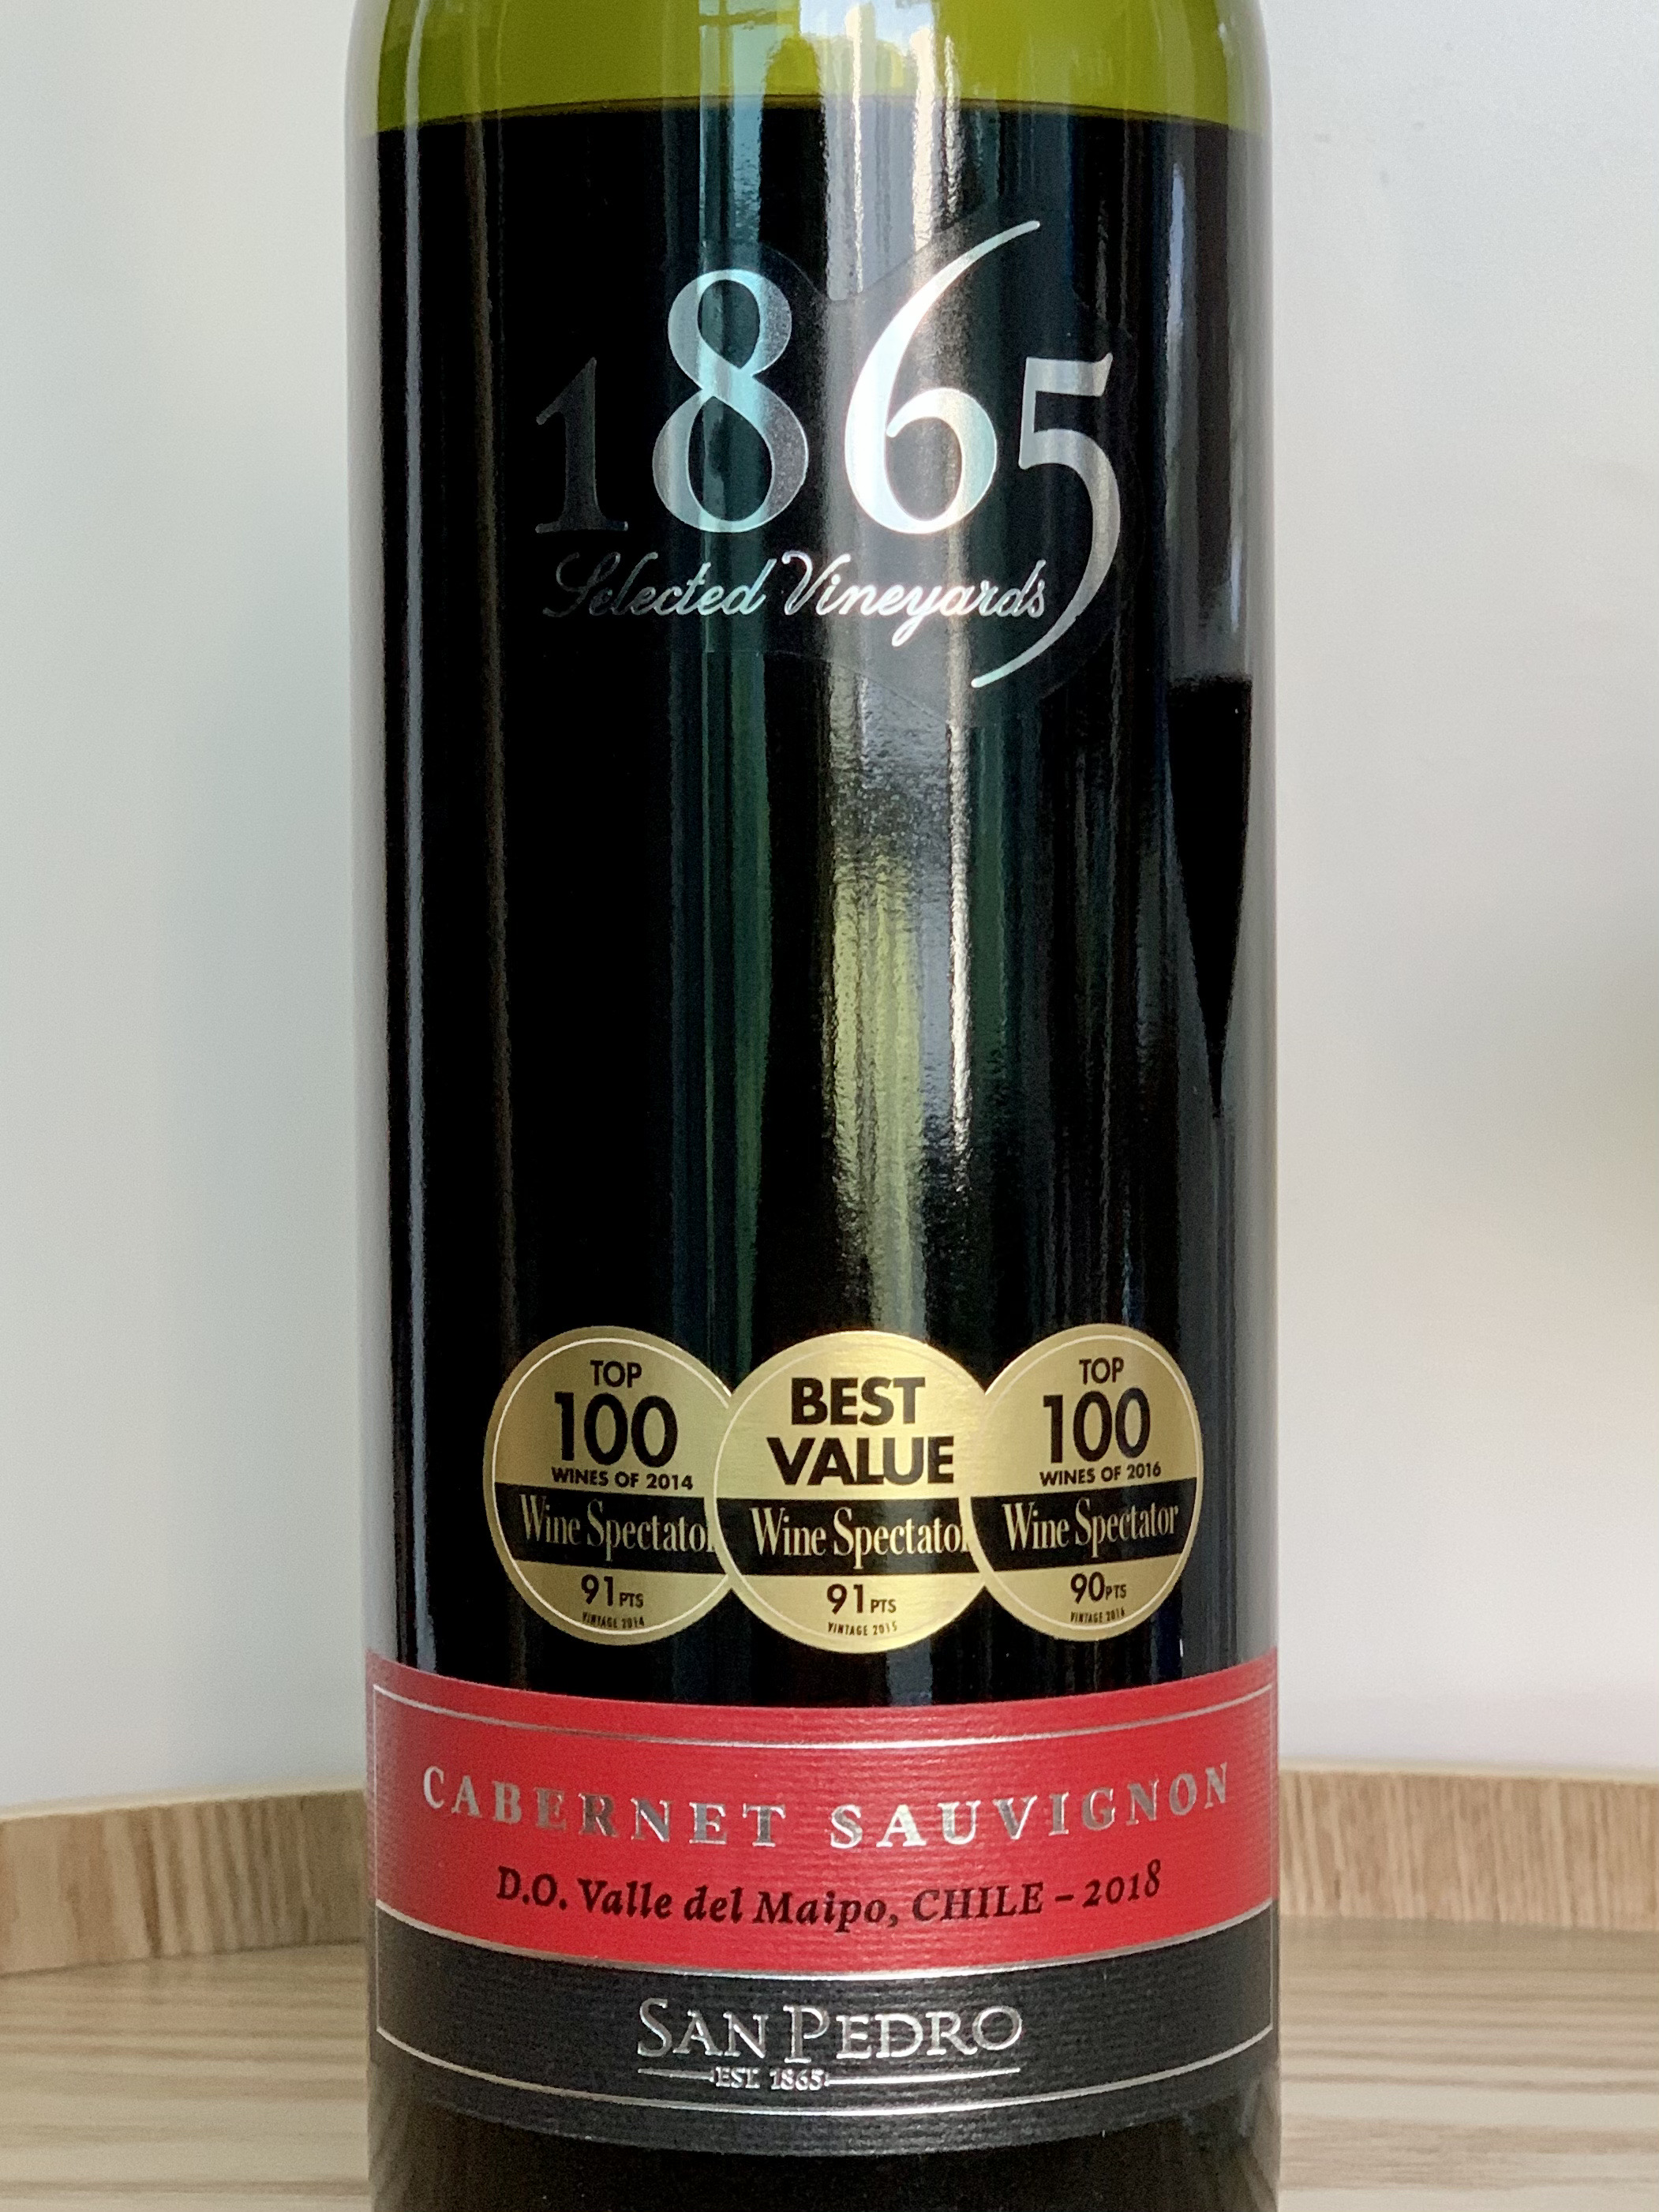 1865
Selected Vineyards
TOP
100
WINES OF 2014
Wine Spectator
91 PTS
VINTAGE 2014
BEST
VALUE
Wine Spectator
91 PTS
VINTAGE 2015
TOP
100
WINES OF 2016
Wine Spectator
90 PTS
VINTAGE 2016
CABERNET SAUVIGNON
D.O. Valle del Maipo, CHILE – 2018
SAN PEDRO
EST. 1865